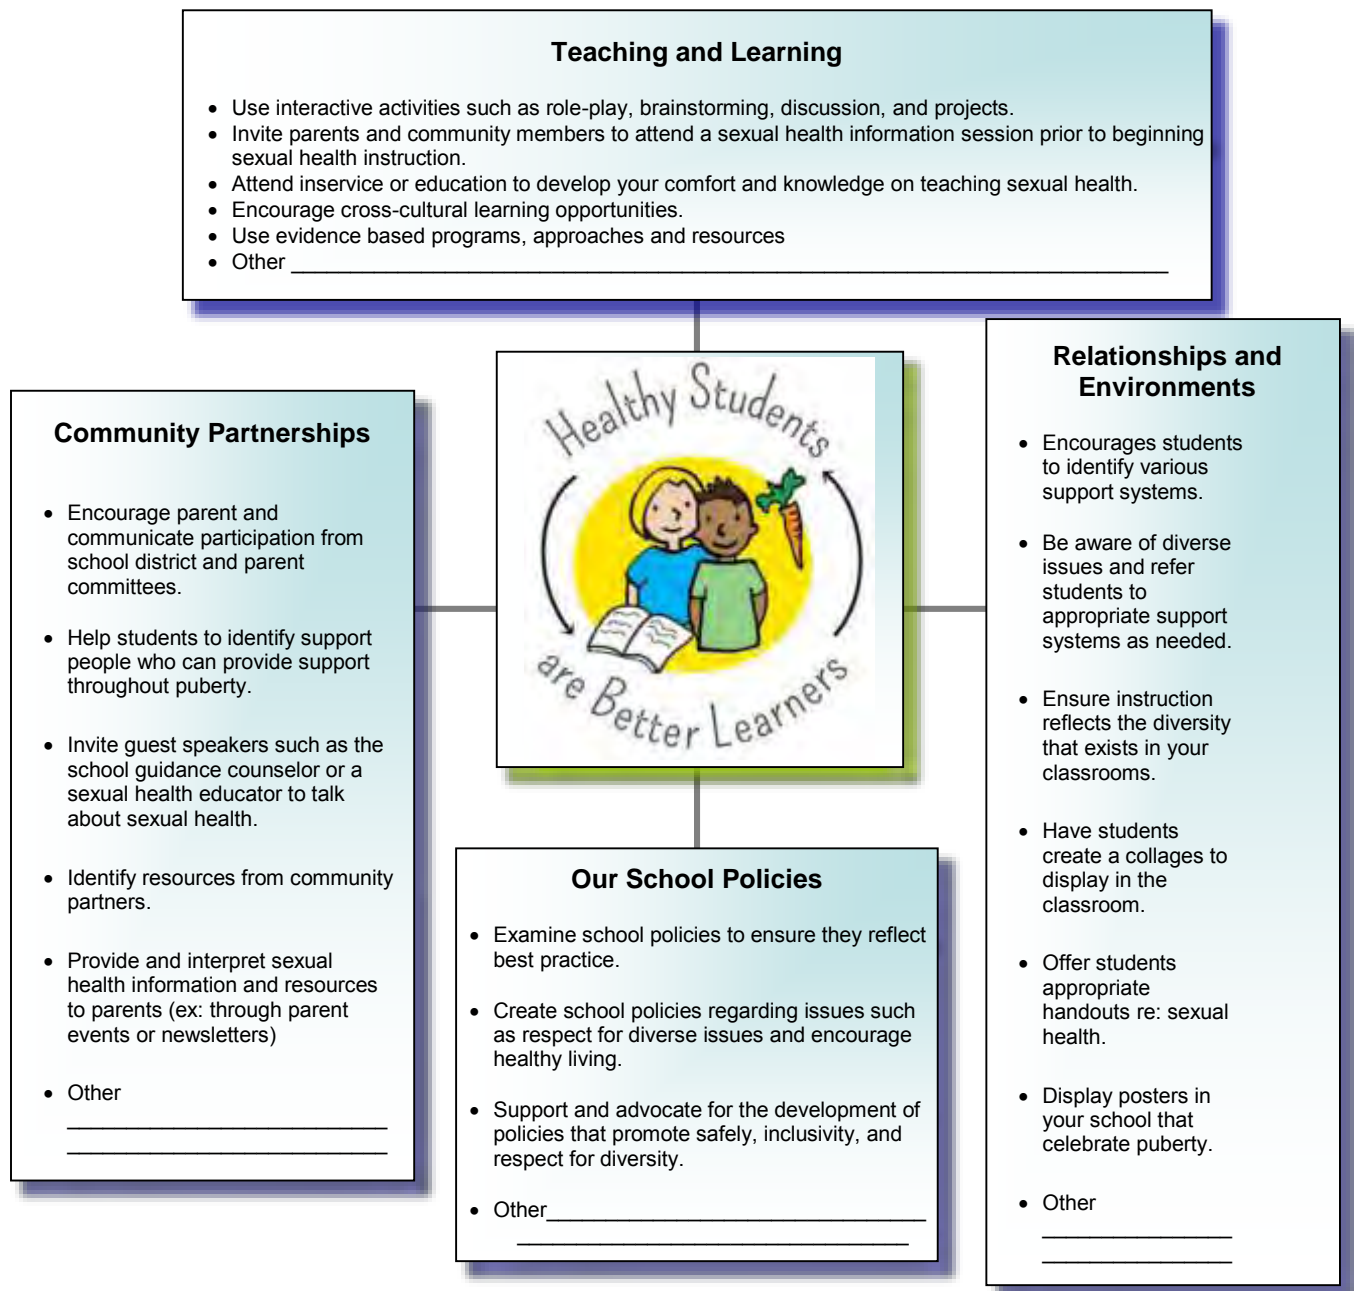 Teaching and Learning
• Use interactive activities such as role-play, brainstorming, discussion, and projects.
• Invite parents and community members to attend a sexual health information session prior to beginning
sexual health instruction.
• Attend inservice or education to develop your comfort and knowledge on teaching sexual health.
• Encourage cross-cultural learning opportunities.
• Use evidence based programs, approaches and resources
• Other ______________________________
Community Partnerships
• Encourage parent and
communicate participation from
school district and parent
committees.
• Help students to identify support
people who can provide support
throughout puberty.
• Invite guest speakers such as the
school guidance counselor or a
sexual health educator to talk
about sexual health.
• Identify resources from community
partners.
• Provide and interpret sexual
health information and resources
to parents (ex: through parent
events or newsletters)
• Other
______________________________
______________________________
Healthy Students
are Better Learners
Our School Policies
• Examine school policies to ensure they reflect
best practice.
• Create school policies regarding issues such
as respect for diverse issues and encourage
healthy living.
• Support and advocate for the development of
policies that promote safely, inclusivity, and
respect for diversity.
• Other______________________________
______________________________
Relationships and
Environments
• Encourages students
to identify various
support systems.
• Be aware of diverse
issues and refer
students to
appropriate support
systems as needed.
• Ensure instruction
reflects the diversity
that exists in your
classrooms.
• Have students
create a collages to
display in the
classroom.
• Offer students
appropriate
handouts re: sexual
health.
• Display posters in
your school that
celebrate puberty.
• Other
________________
________________